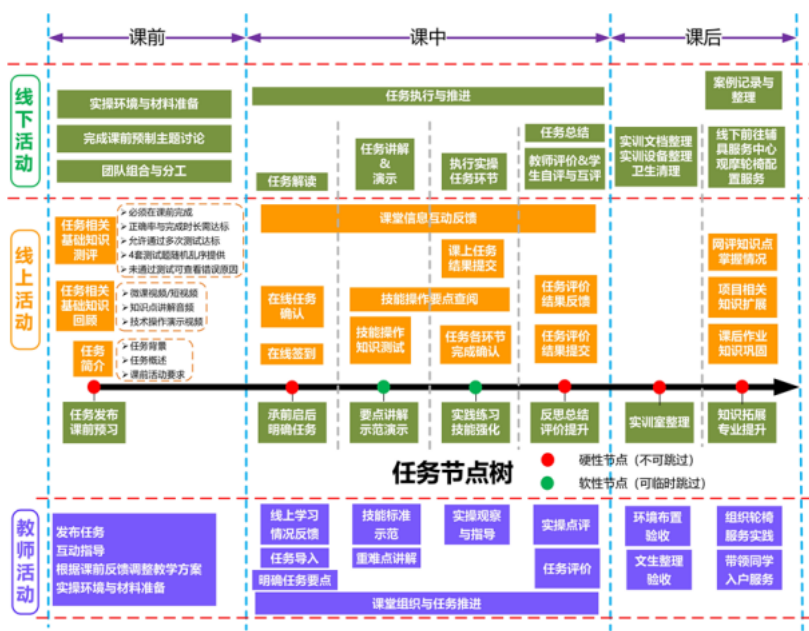 课前
课中
课后
线下活动
实操环境与材料准备
完成课前预制主题讨论
团队组合与分工
任务执行与推进
任务解读
任务讲解
&
演示
执行实操
任务环节
任务总结
教师评价&学
生自评与互评
实训文档整理
实训设备整理
卫生清理
案例记录与
整理
线下前往辅
具服务中心
观摩轮椅配
置服务
线上活动
任务相关
基础知识
测评
➢必须在课前完成
➢正确率与完成时长需达标
➢允许通过多次测试达标
➢4套测试题随机乱序提供
➢未通过测试可查看错误原因
任务相关
基础知识
回顾
➢微课视频/短视频
➢知识点讲解音频
➢技术操作演示视频
任务
简介
➢任务背景
➢任务概述
➢课前活动要求
课堂信息互动反馈
课上任务
结果提交
在线任务
确认
技能操作要点查阅
任务评价
结果反馈
在线签到
技能操作
知识测试
任务各环节
完成确认
任务评价
结果提交
网评知识点
掌握情况
项目相关
知识扩展
课后作业
知识巩固
任务发布
课前预习
承前启后
明确任务
要点讲解
示范演示
实践练习
技能强化
反思总结
评价提升
实训室整理
知识拓展
专业提升
任务节点树
硬性节点（不可跳过）
软性节点（可临时跳过）
教师活动
发布任务
互动指导
根据课前反馈调整教学方案
实操环境与材料准备
线上学习
情况反馈
任务导入
明确任务要点
技能标准
示范
重难点讲解
实操观察
与指导
实操点评
任务评价
课堂组织与任务推进
环境布置
验收
文生整理
验收
组织轮椅
服务实践
带领同学
入户服务